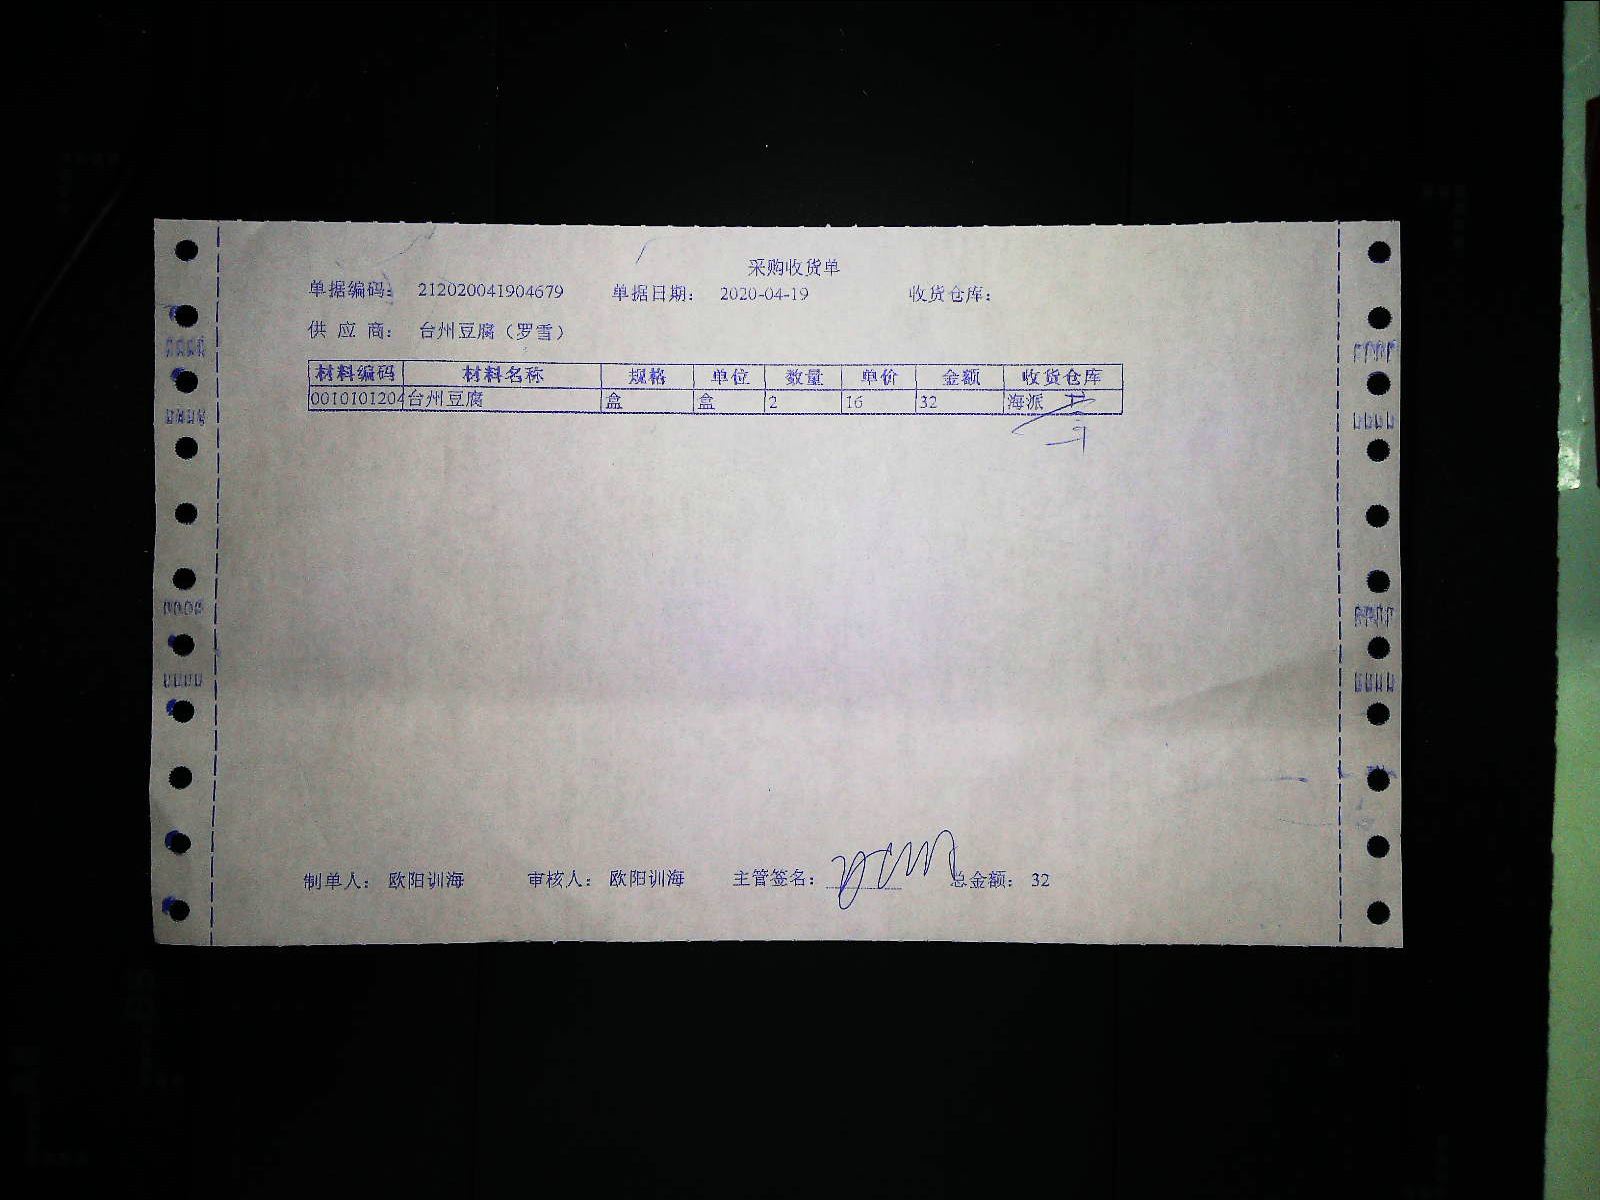 采购收货单
单据编码： 212020041904679 单据日期： 2020-04-19 收货仓库：
供 应 商： 台州豆腐（罗雪）
材料编码 材料名称 规格 单位 数量 单价 金额 收货仓库
0010101204 台州豆腐 盒 盒 2 16 32 海派
制单人： 欧阳训海 审核人： 欧阳训海 主管签名： 总金额： 32